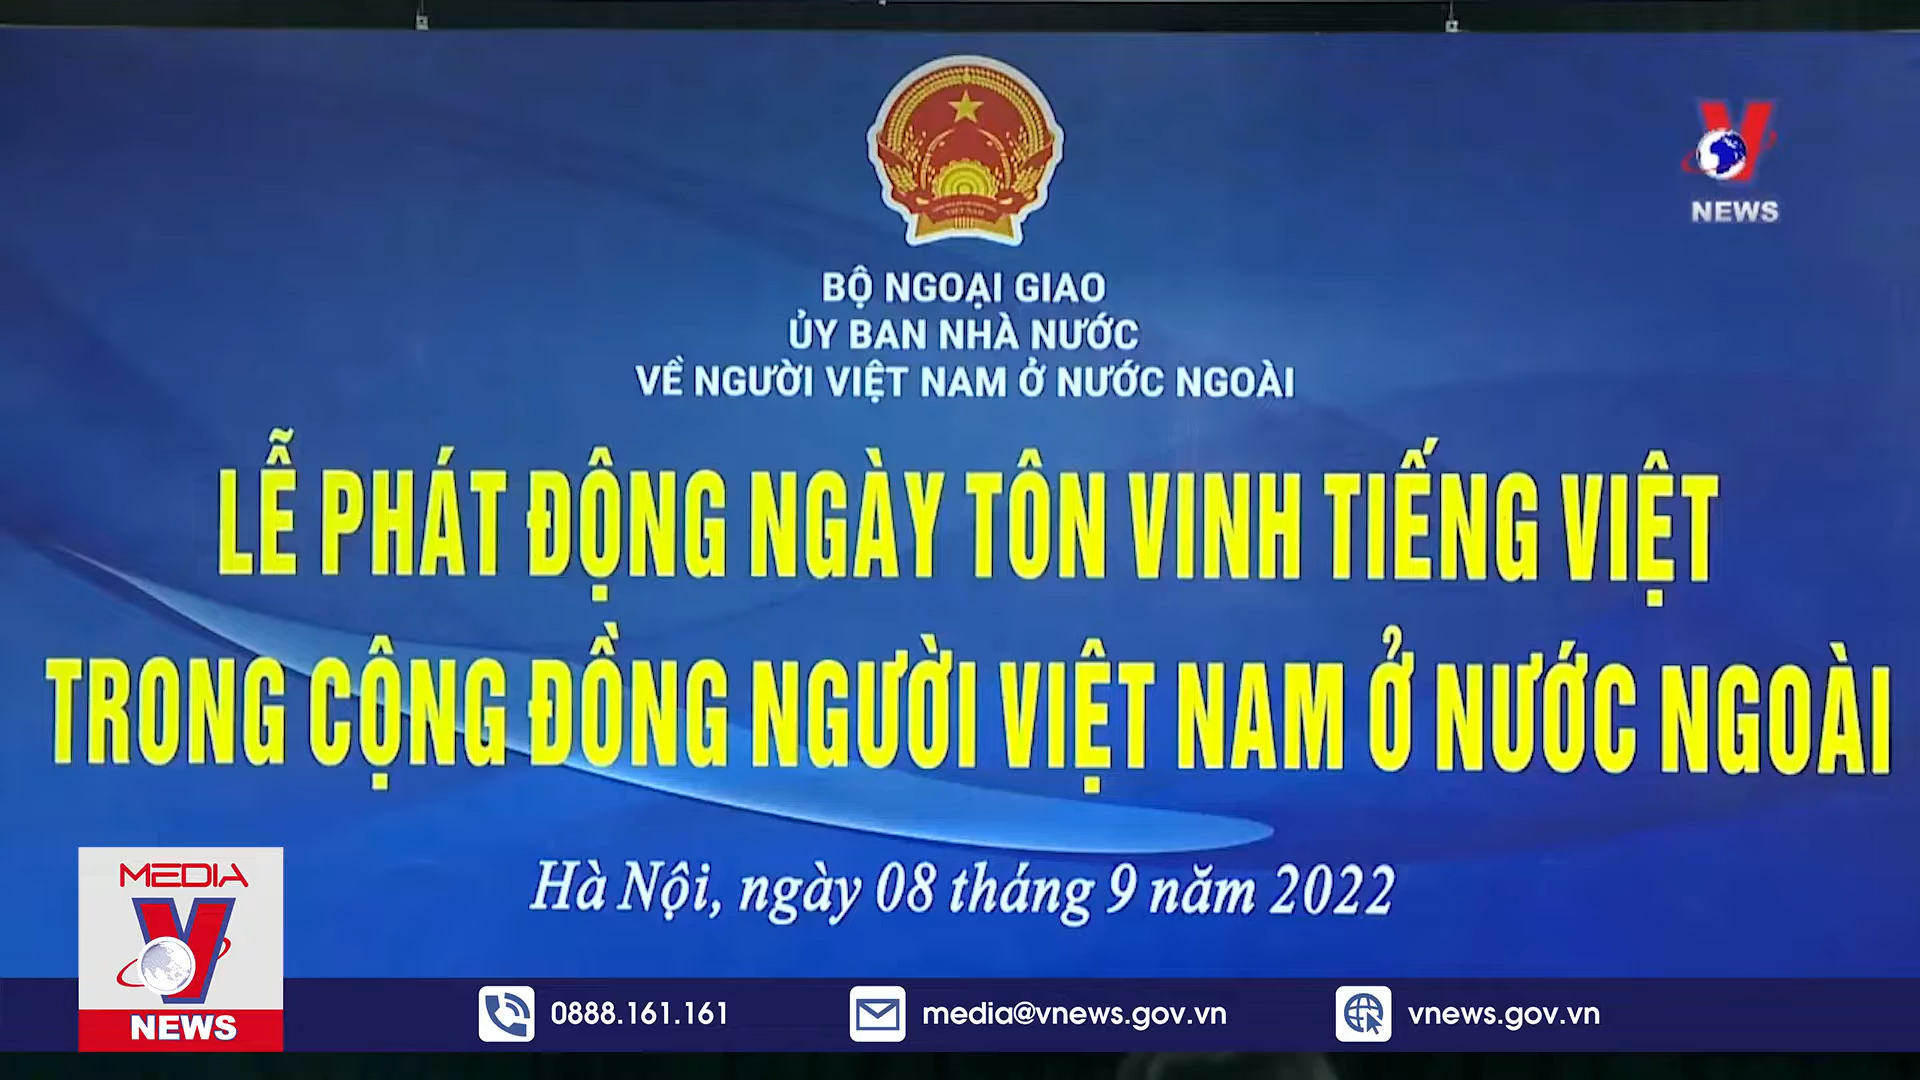 NEWS
BỘ NGOẠI GIAO
ỦY BAN NHÀ NƯỚC
VỀ NGƯỜI VIỆT NAM Ở NƯỚC NGOÀI
LỄ PHÁT ĐỘNG NGÀY TÔN VINH TIẾNG VIỆT
TRONG CỘNG ĐỒNG NGƯỜI VIỆT NAM Ở NƯỚC NGOÀI
Hà Nội, ngày 08 tháng 9 năm 2022
MEDIA
NEWS
0888.161.161
media@vnews.gov.vn
vnews.gov.vn